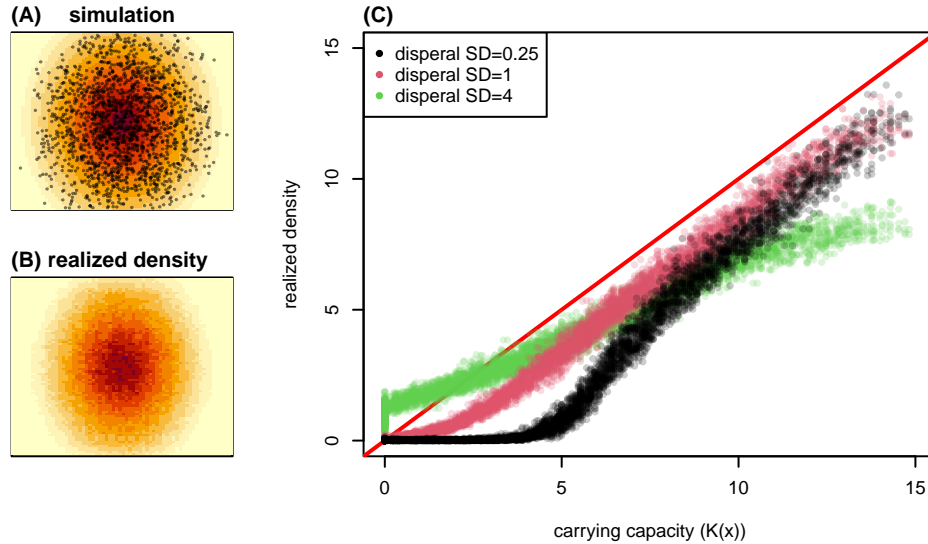 (A) simulation
(B) realized density
(C)
disperal SD=0.25
disperal SD=1
disperal SD=4
realized density
15
10
5
0
0 5 10 15
carrying capacity (K(x))